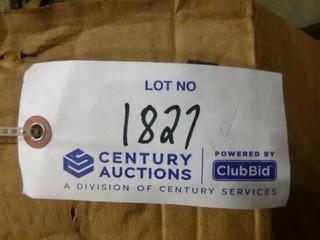 LOT NO
1827
CENTURY AUCTIONS
POWERED BY
ClubBid
A DIVISION OF CENTURY SERVICES